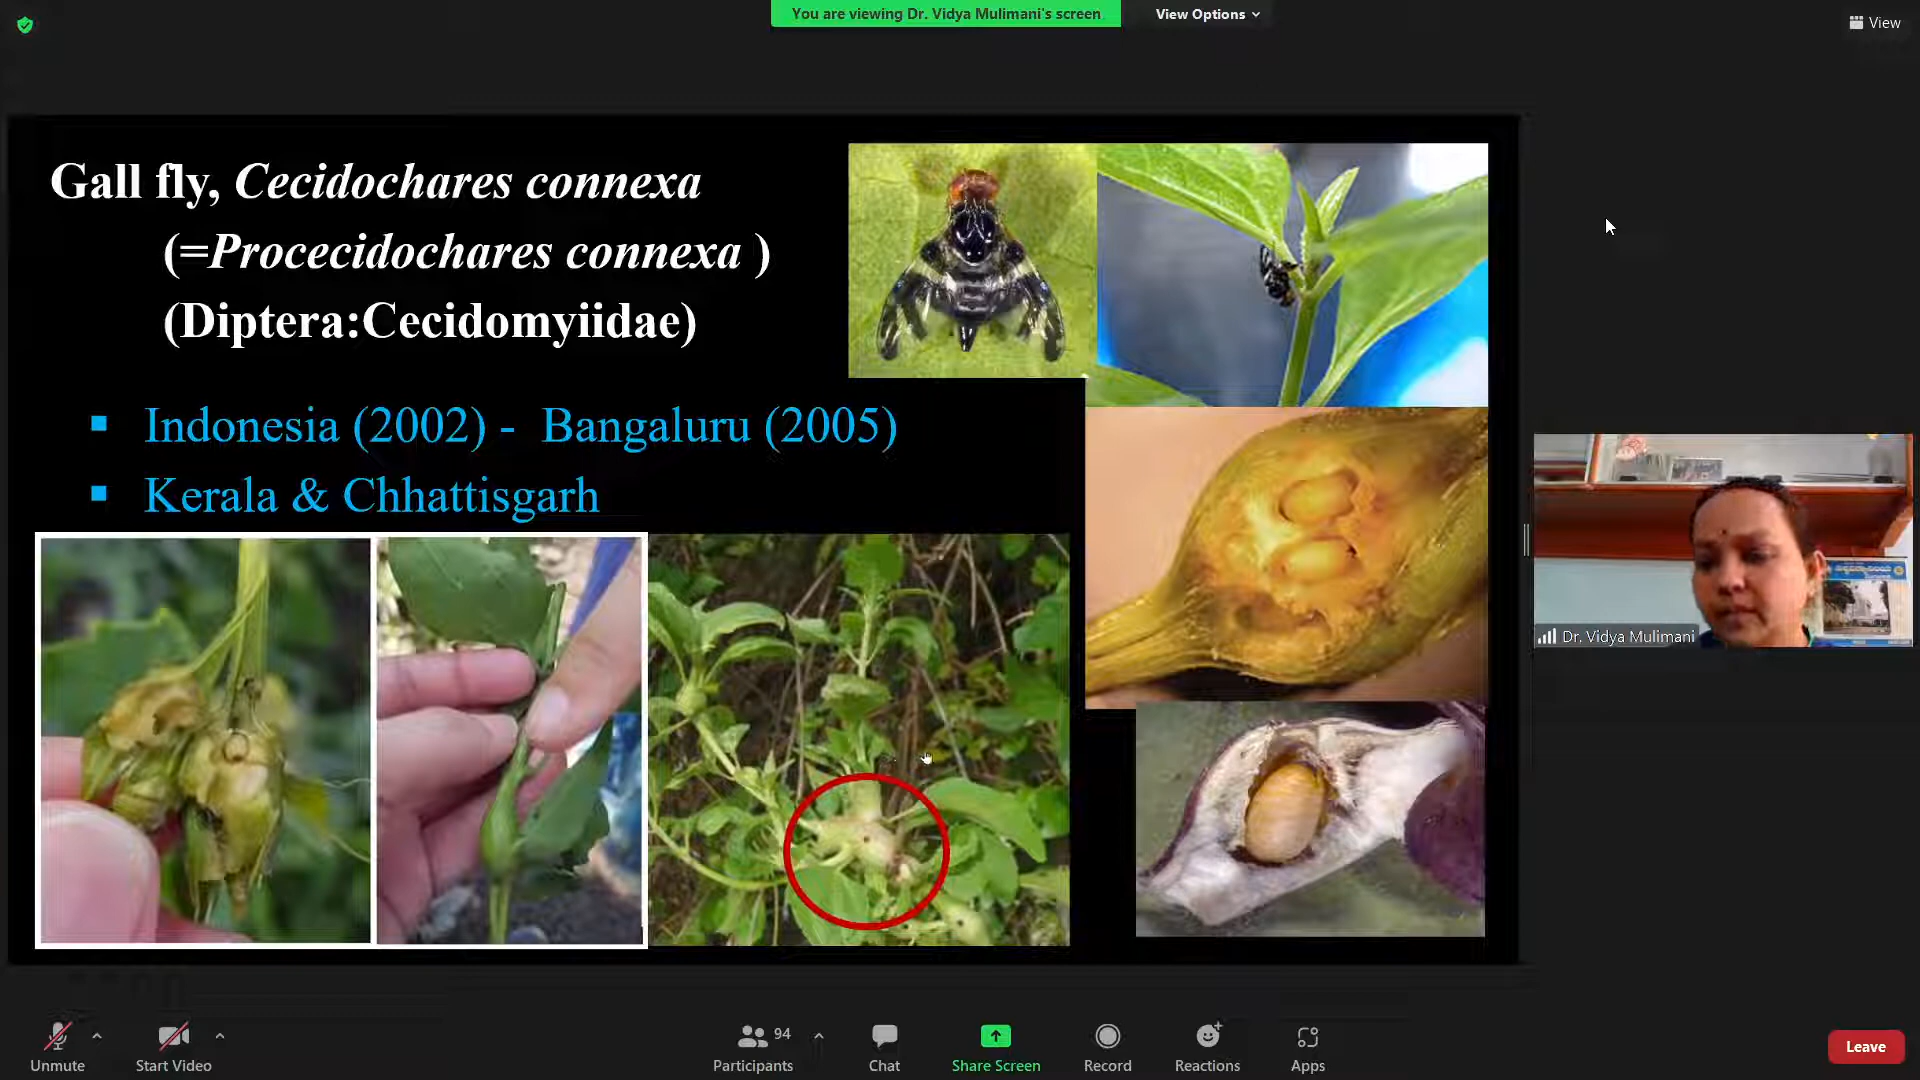 You are viewing Dr. Vidya Mulimani's screen
View Options
View
Gall fly, Cecidochares connexa
(=Procecidochares connexa )
(Diptera:Cecidomyiidae)
▪ Indonesia (2002) - Bangaluru (2005)
▪ Kerala & Chhattisgarh
Dr. Vidya Mulimani
Unmute
Start Video
94
Participants
Chat
Share Screen
Record
Reactions
Apps
Leave